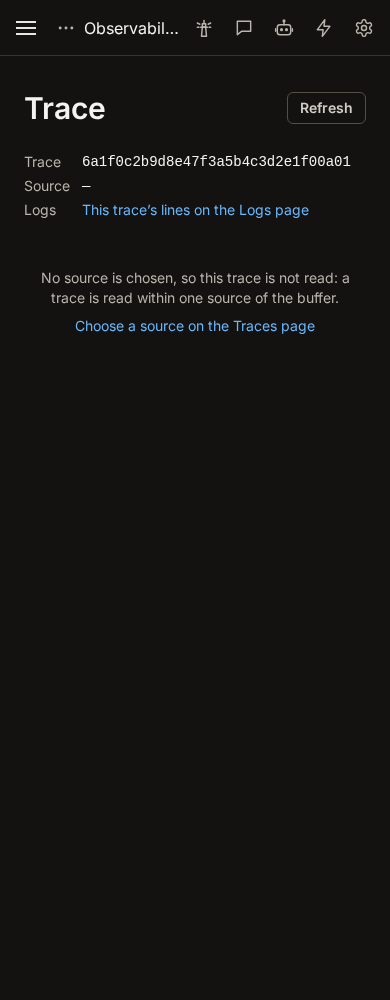 Observabil...
Trace
Refresh
Trace 6a1f0c2b9d8e47f3a5b4c3d2e1f00a01
Source –
Logs This trace’s lines on the Logs page
No source is chosen, so this trace is not read: a
trace is read within one source of the buffer.
Choose a source on the Traces page